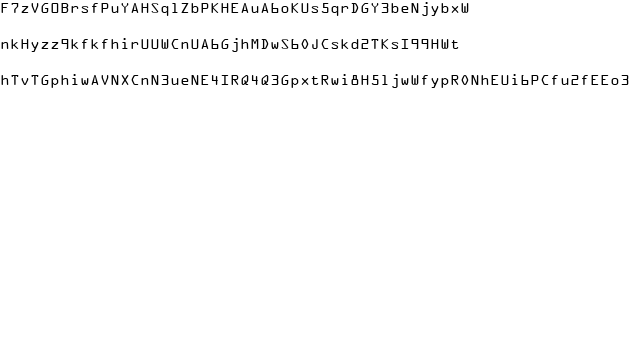 F7zVGOBrsfPuYAHSqlZbPKHEAuA6oKUs5qrDGY3beNjybxW
nkHyzz9kfkfhirUUWCnUA6GjhMDwS60JCskd2TKsI99HWt
hTvTGphiwAVNXCnN3ueNE4IRQ4Q3GpxtRwi8H5ljwWfypR0NhEUi6PCfu2fEEo3